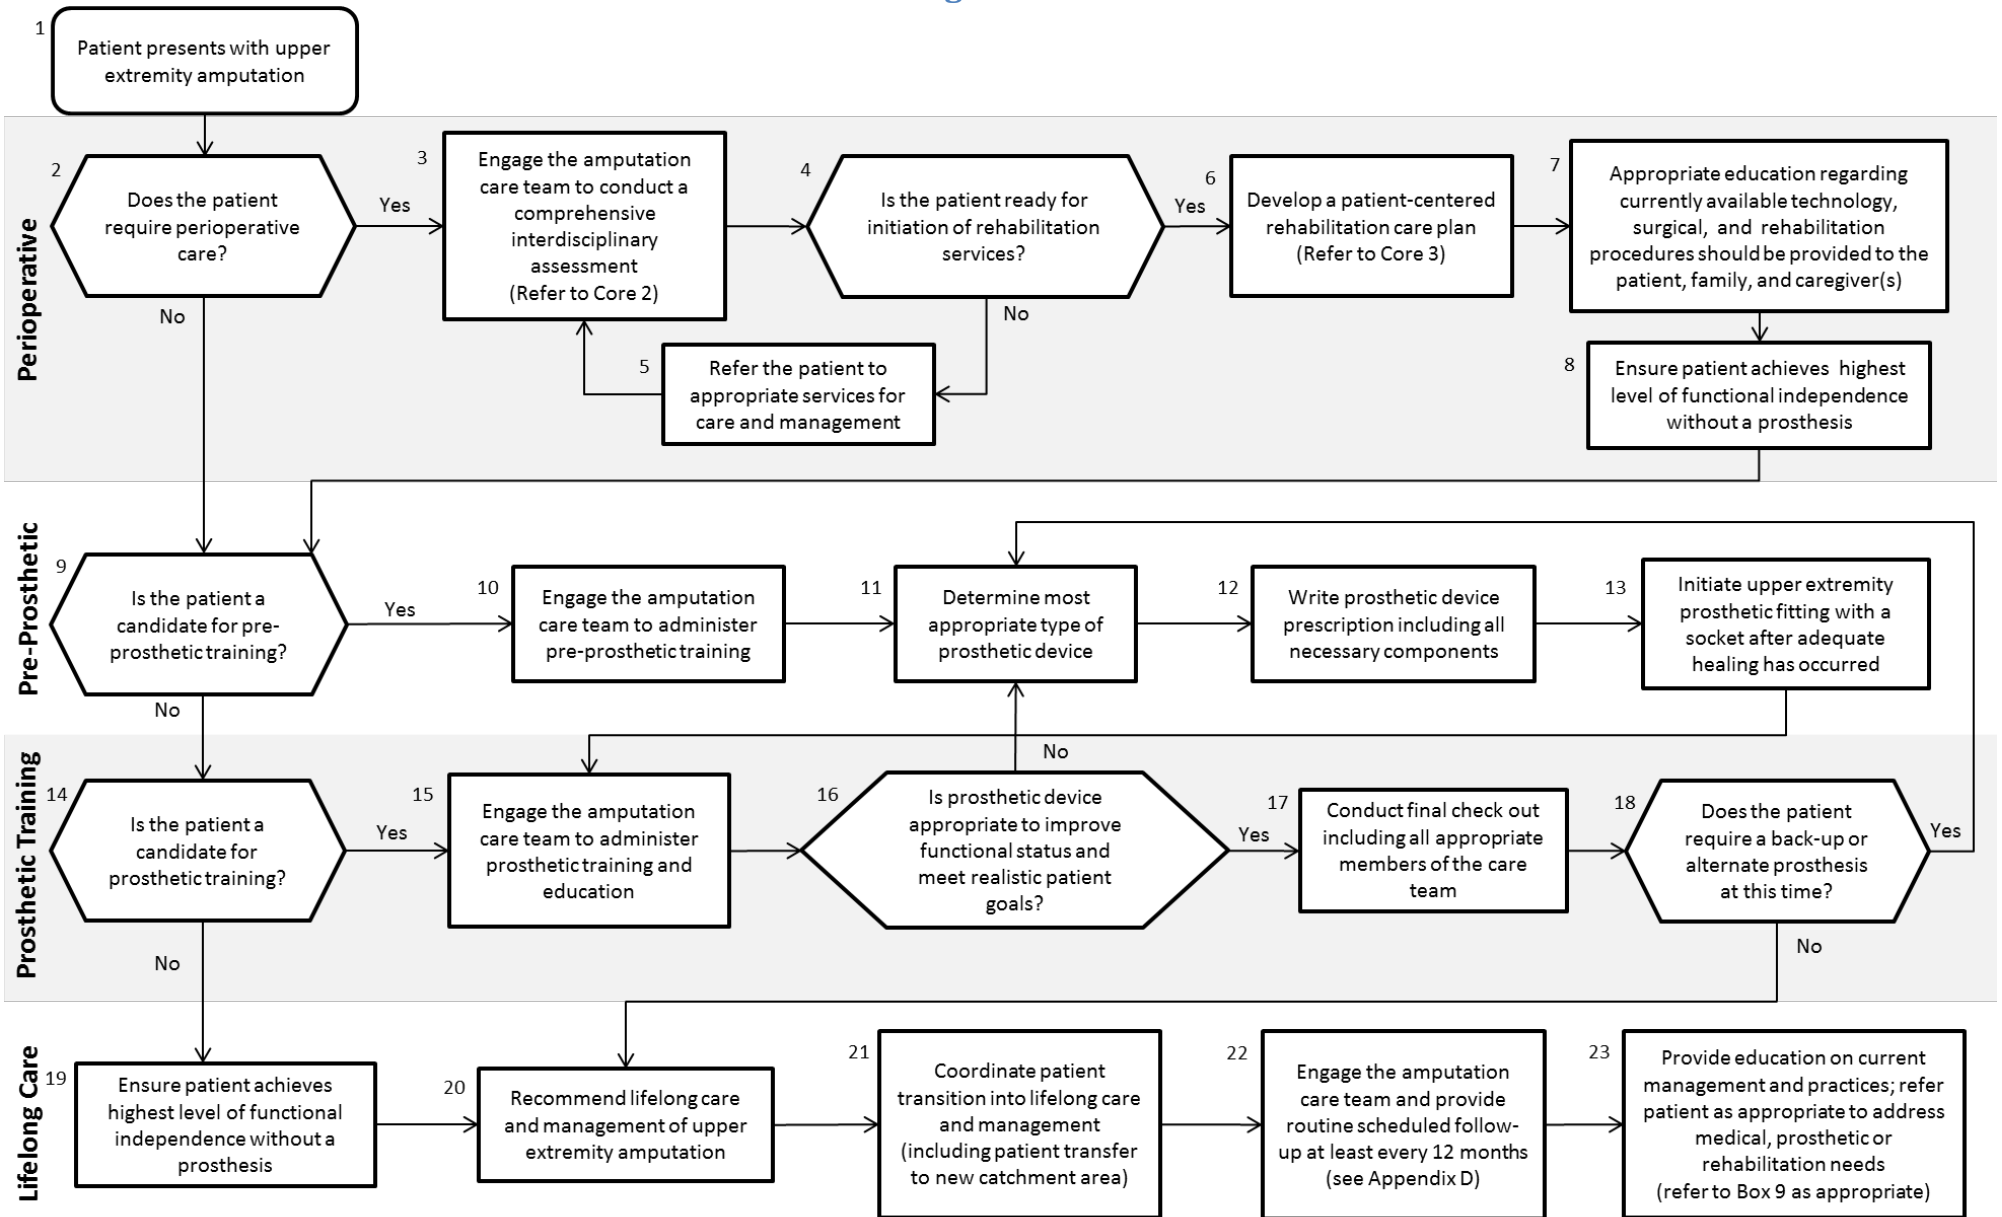 1
Patient presents with upper
extremity amputation
Perioperative
2
Does the patient
require perioperative
care?
Yes
No
3
Engage the amputation
care team to conduct a
comprehensive
interdisciplinary
assessment
(Refer to Core 2)
4
Is the patient ready for
initiation of rehabilitation
services?
Yes
No
5
Refer the patient to
appropriate services for
care and management
6
Develop a patient-centered
rehabilitation care plan
(Refer to Core 3)
7
Appropriate education regarding
currently available technology,
surgical, and rehabilitation
procedures should be provided to the
patient, family, and caregiver(s)
8
Ensure patient achieves highest
level of functional independence
without a prosthesis
Pre-Prosthetic
9
Is the patient a
candidate for pre-
prosthetic training?
Yes
No
10
Engage the amputation
care team to administer
pre-prosthetic training
11
Determine most
appropriate type of
prosthetic device
12
Write prosthetic device
prescription including all
necessary components
13
Initiate upper extremity
prosthetic fitting with a
socket after adequate
healing has occurred
Prosthetic Training
14
Is the patient a
candidate for
prosthetic training?
Yes
No
15
Engage the amputation
care team to administer
prosthetic training and
education
16
Is prosthetic device
appropriate to improve
functional status and
meet realistic patient
goals?
No
Yes
17
Conduct final check out
including all appropriate
members of the care
team
18
Does the patient
require a back-up or
alternate prosthesis
at this time?
Yes
No
Lifelong Care
19
Ensure patient achieves
highest level of functional
independence without a
prosthesis
20
Recommend lifelong care
and management of upper
extremity amputation
21
Coordinate patient
transition into lifelong care
and management
(including patient transfer
to new catchment area)
22
Engage the amputation
care team and provide
routine scheduled follow-
up at least every 12 months
(see Appendix D)
23
Provide education on current
management and practices; refer
patient as appropriate to address
medical, prosthetic or
rehabilitation needs
(refer to Box 9 as appropriate)